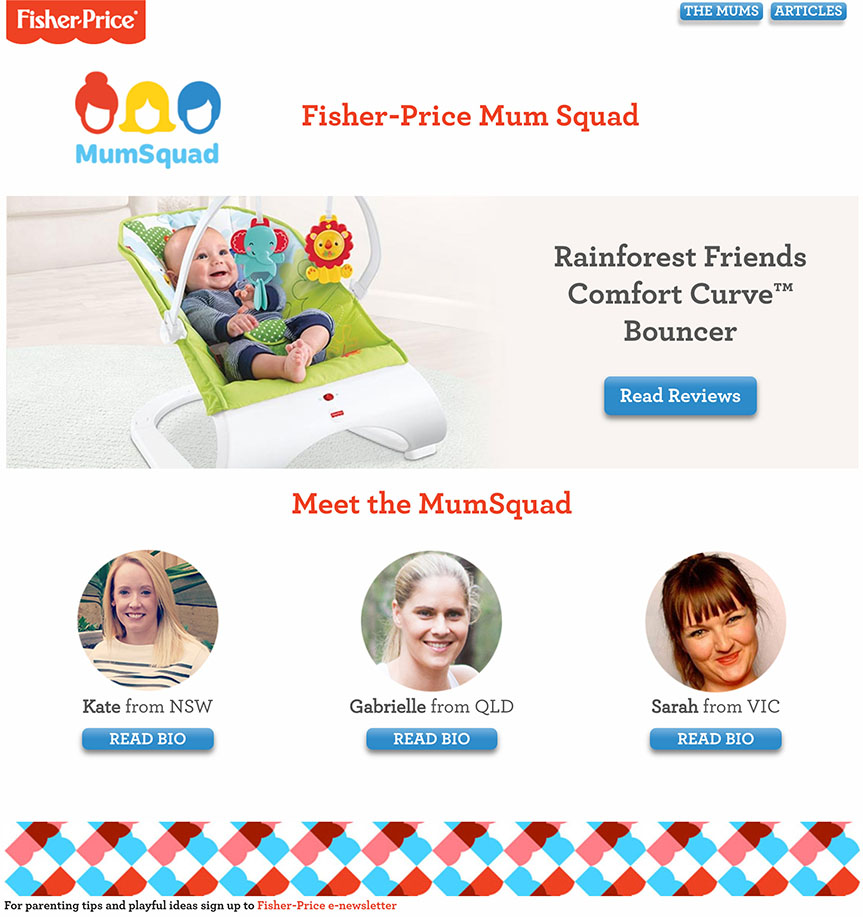 Fisher-Price®
THE MUMS ARTICLES
MumSquad
Fisher-Price Mum Squad
Rainforest Friends
Comfort Curve™
Bouncer
Read Reviews
Meet the MumSquad
Kate from NSW
Gabrielle from QLD
Sarah from VIC
READ BIO
READ BIO
READ BIO
For parenting tips and playful ideas sign up to Fisher-Price e-newsletter